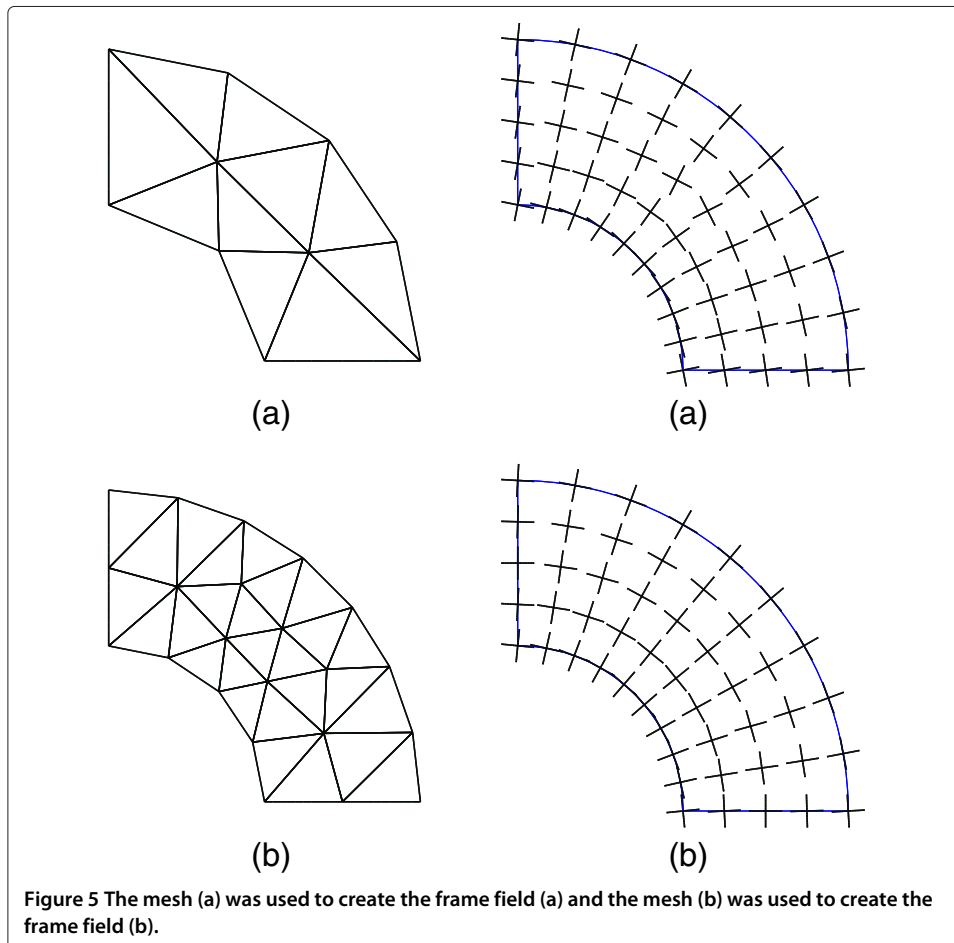 (a)
(a)
(b)
(b)
Figure 5 The mesh (a) was used to create the frame field (a) and the mesh (b) was used to create the
frame field (b).